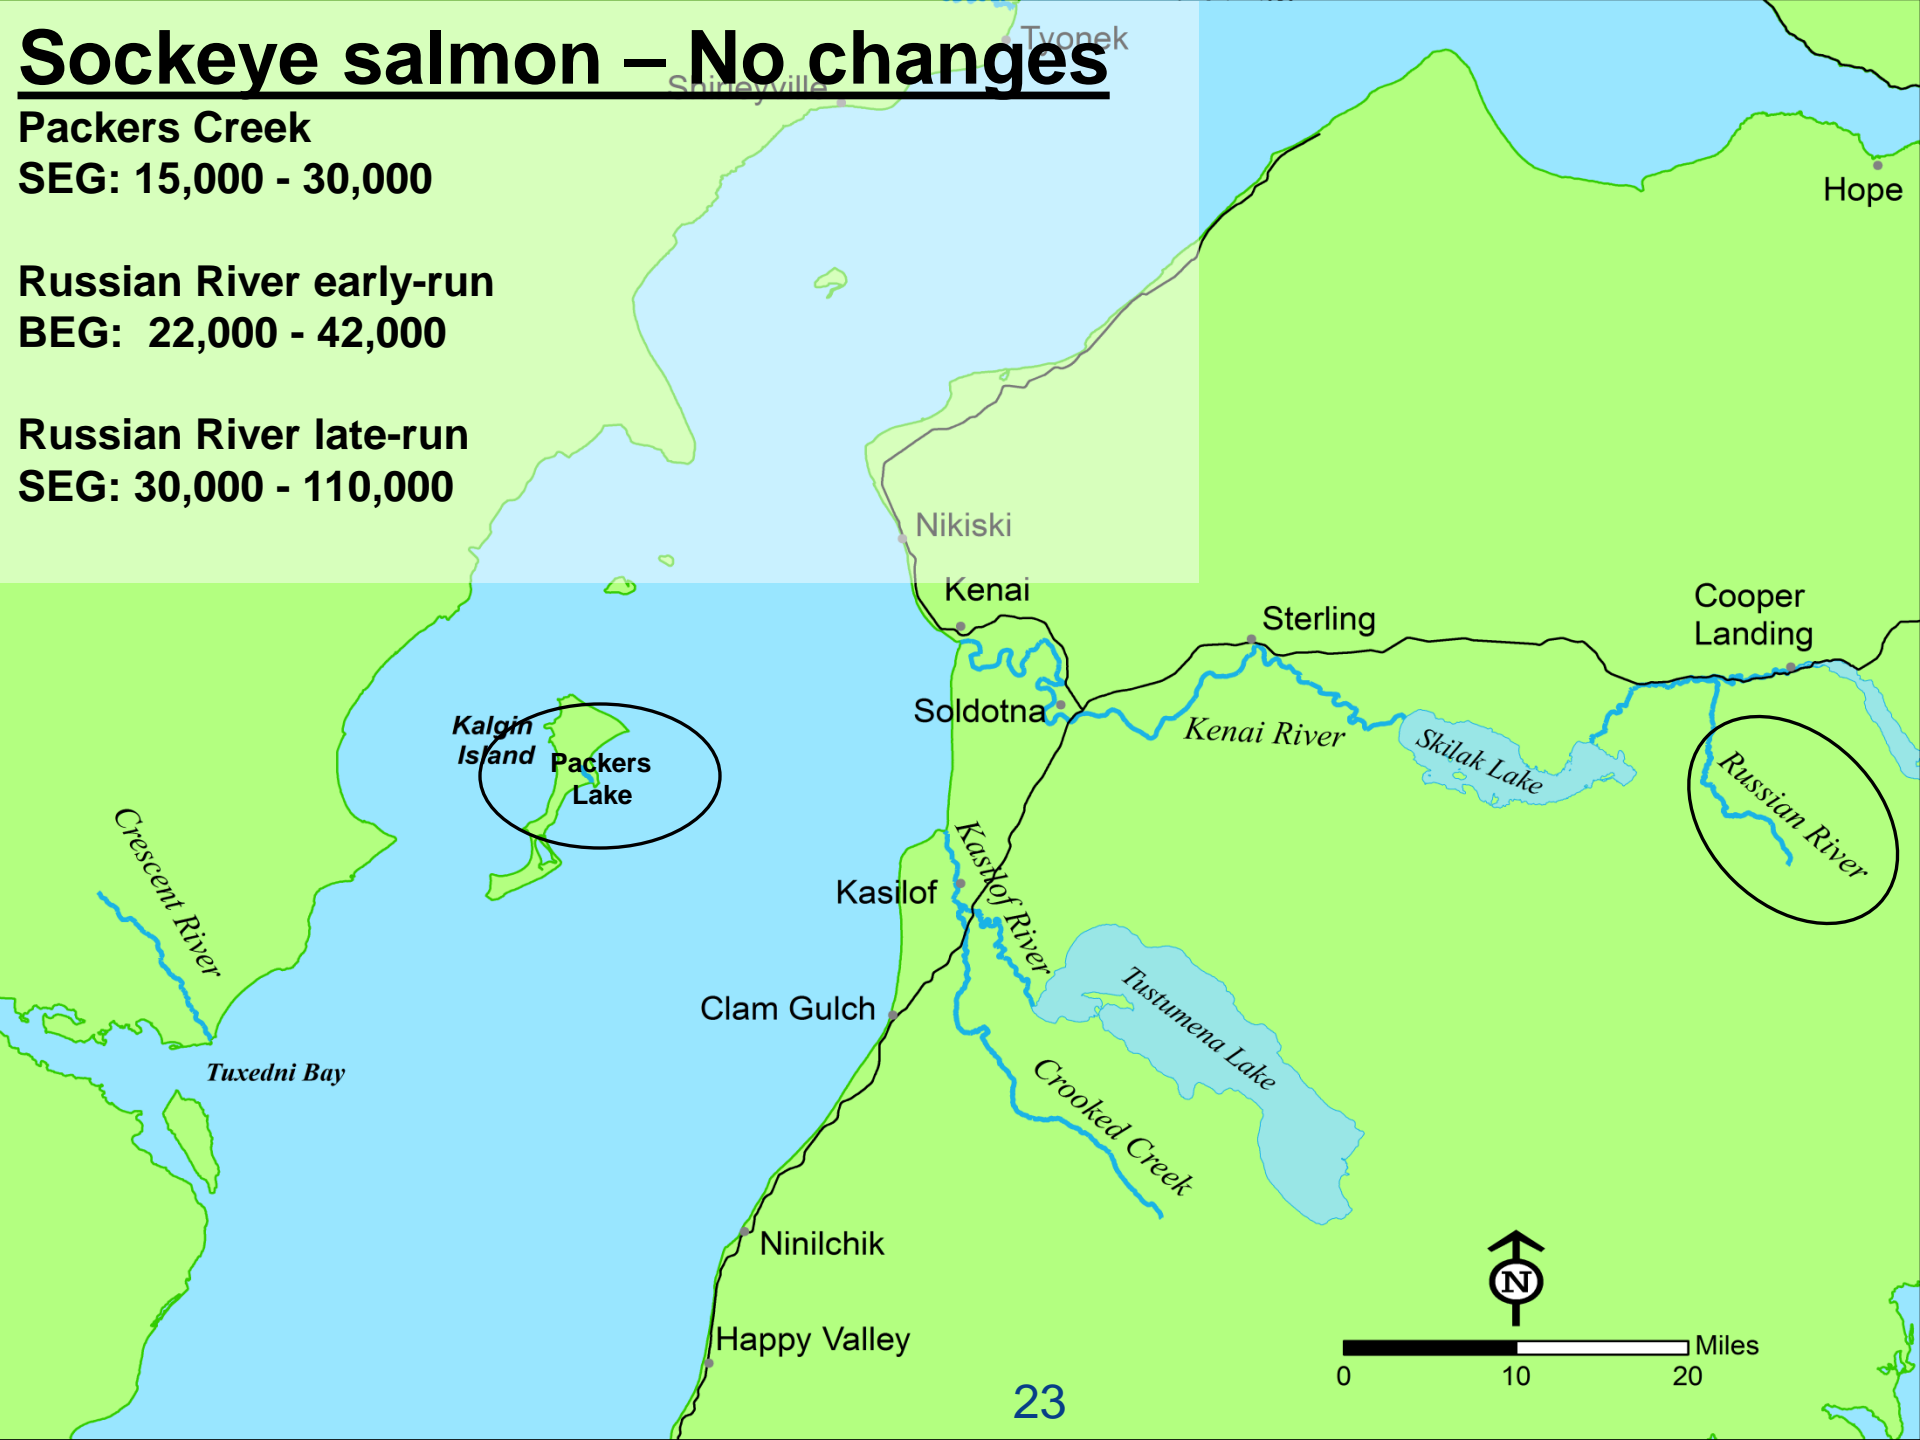 Sockeye salmon – No changes
Packers Creek
SEG: 15,000 - 30,000
Russian River early-run
BEG: 22,000 - 42,000
Russian River late-run
SEG: 30,000 - 110,000
Tyonek
Shirleyville
Hope
Nikiski
Kenai
Sterling
Cooper
Landing
Soldotna
Kenai River
Skilak Lake
Russian River
Kalgin
Island
Packers
Lake
Crescent River
Kasilof River
Kasilof
Tustumena Lake
Clam Gulch
Tuxedni Bay
Crooked Creek
Ninilchik
Happy Valley
N
Miles
0 10 20
23